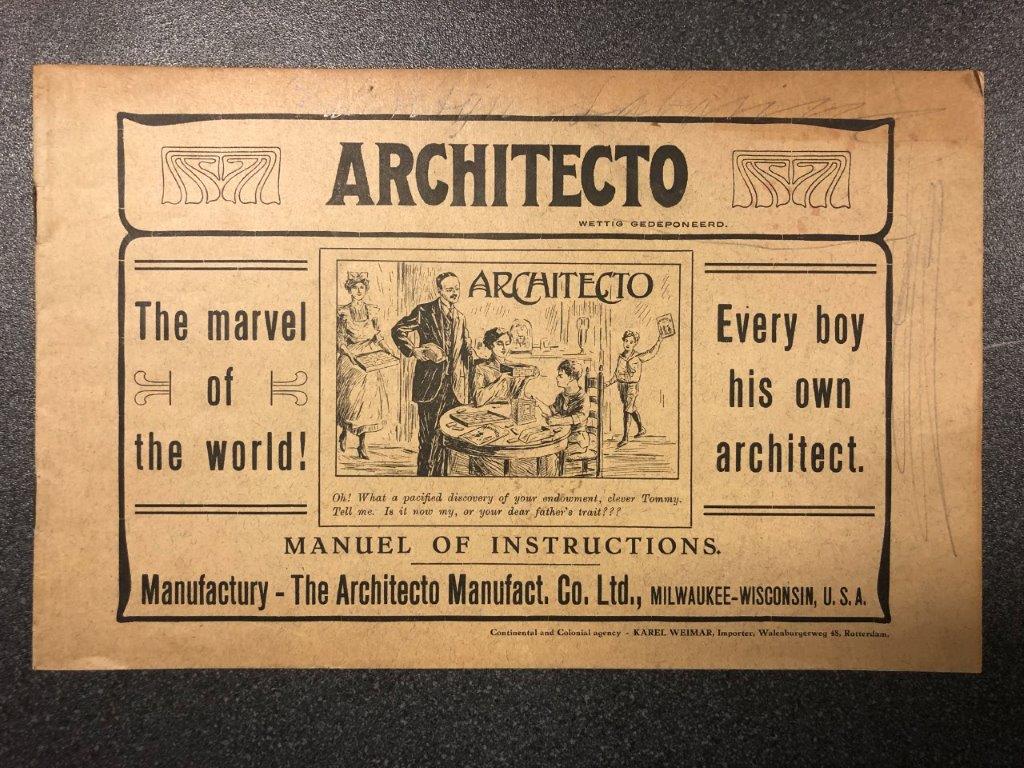 ARCHITECTO
WETTIG GEDEPONEERD.
The marvel
of
the world!
ARCHITECTO
Oh! What a pacified discovery of your endowment, clever Tommy.
Tell me. Is it now my, or your dear father's trait???
Every boy
his own
architect.
MANUEL OF INSTRUCTIONS.
Manufactury - The Architecto Manufact. Co. Ltd., MILWAUKEE-WISCONSIN, U. S. A.
Continental and Colonial agency - KAREL WEIMAR, Importer, Walenburgerweg 48, Rotterdam.